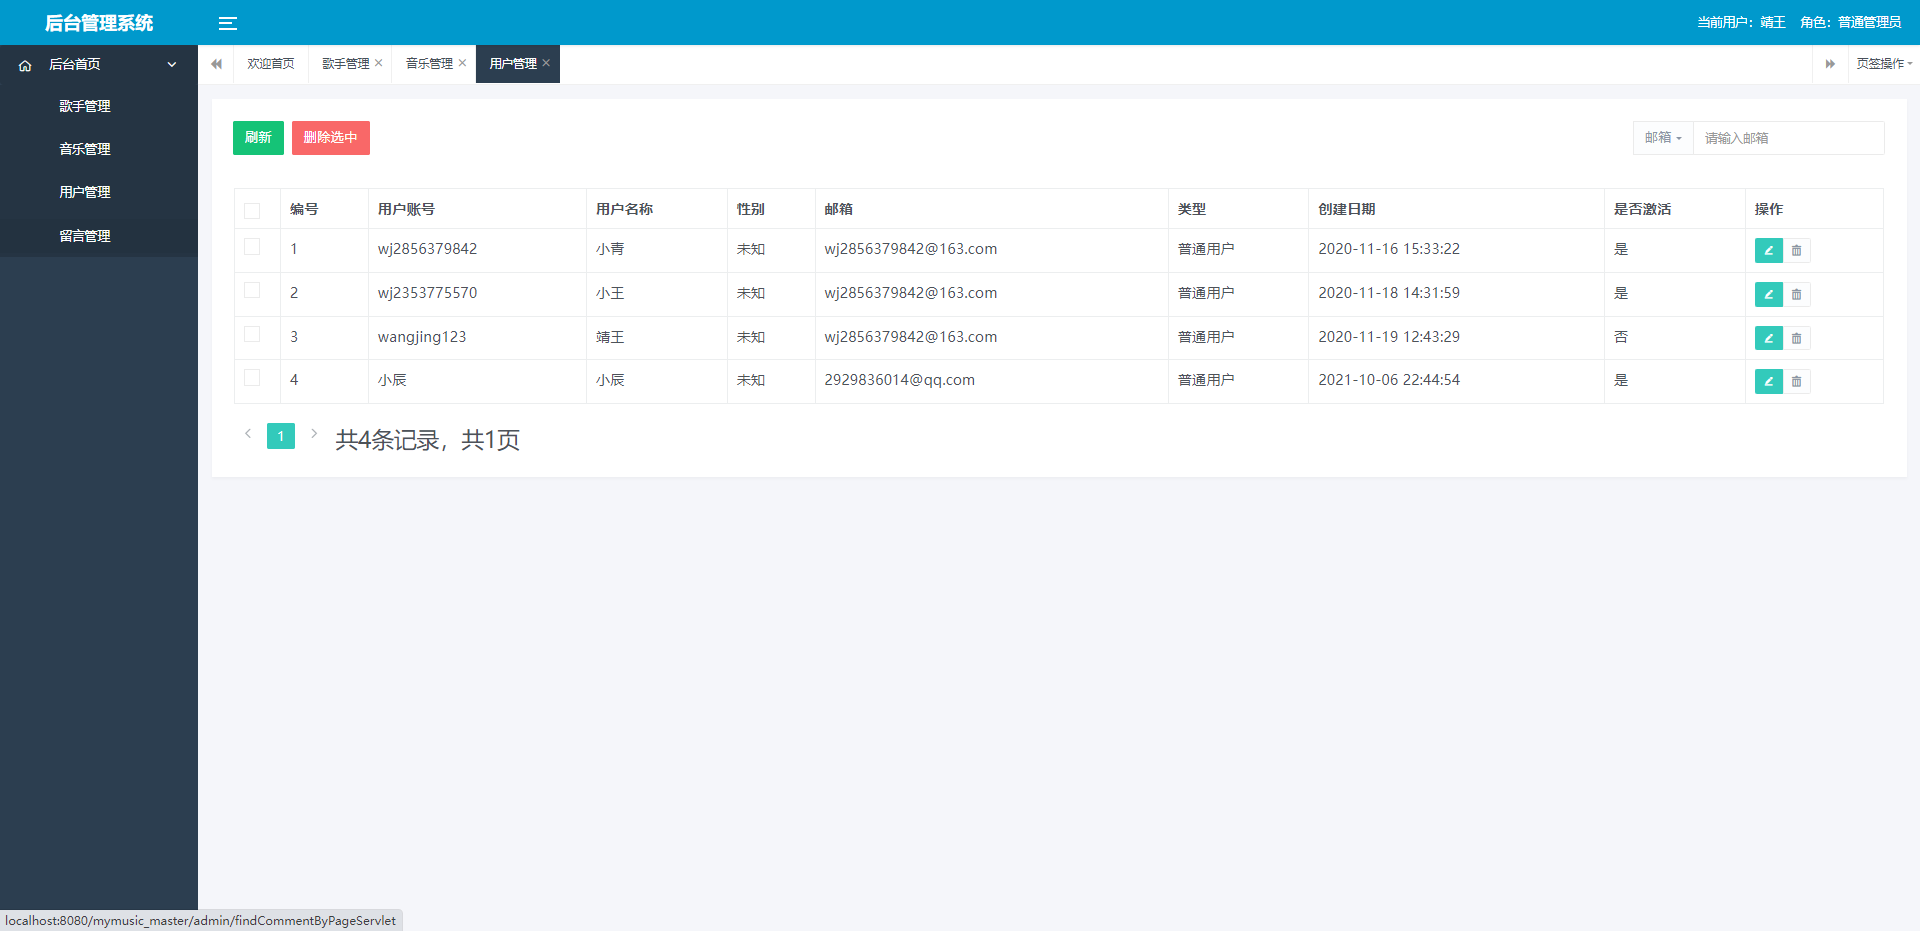 后台管理系统
当前用户：靖王 角色：普通管理员
后台首页
歌手管理
音乐管理
用户管理
留言管理
欢迎首页 歌手管理 音乐管理 用户管理 页签操作
刷新 删除选中 邮箱 请输入邮箱
编号 用户账号 用户名称 性别 邮箱 类型 创建日期 是否激活 操作
1 wj2856379842 小青 未知 wj2856379842@163.com 普通用户 2020-11-16 15:33:22 是
2 wj2353775570 小王 未知 wj2856379842@163.com 普通用户 2020-11-18 14:31:59 是
3 wangjing123 靖王 未知 wj2856379842@163.com 普通用户 2020-11-19 12:43:29 否
4 小辰 小辰 未知 2929836014@qq.com 普通用户 2021-10-06 22:44:54 是
1 共4条记录，共1页
localhost:8080/mymusic_master/admin/findCommentByPageServlet